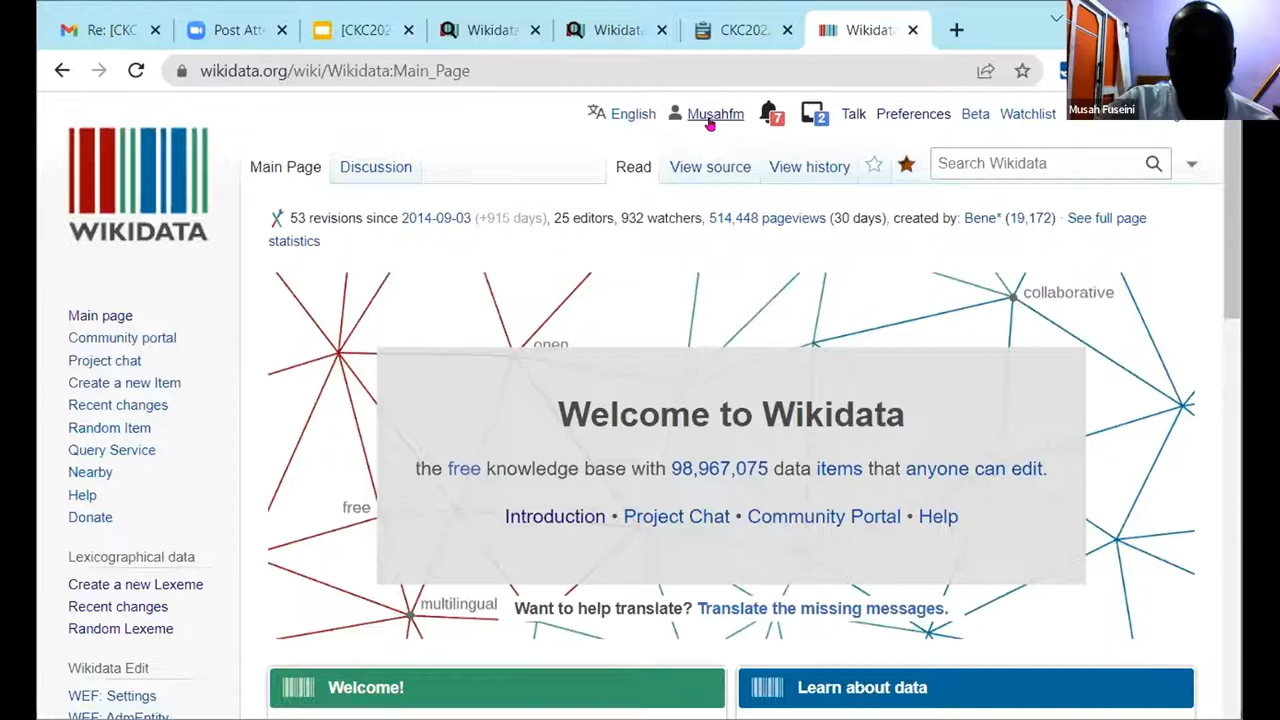 Re: [CKC
Post Att
[CKC202
Wikidata
Wikidat
CKC202
Wikidat
wikidata.org/wiki/Wikidata:Main_Page
Musah Fuseini
English Musahfm 7 2 Talk Preferences Beta Watchlist
Main Page Discussion Read View source View history Search Wikidata
WIKIDATA
53 revisions since 2014-09-03 (+915 days), 25 editors, 932 watchers, 514,448 pageviews (30 days), created by: Bene* (19,172) · See full page
statistics
collaborative
open
Main page
Community portal
Project chat
Create a new Item
Recent changes
Random Item
Query Service
Nearby
Help
Donate
Lexicographical data
Create a new Lexeme
Recent changes
Random Lexeme
Wikidata Edit
WEF: Settings
WEF: AdmEntity
Welcome to Wikidata
the free knowledge base with 98,967,075 data items that anyone can edit.
Introduction • Project Chat • Community Portal • Help
free
multilingual
Want to help translate? Translate the missing messages.
Welcome!
Learn about data